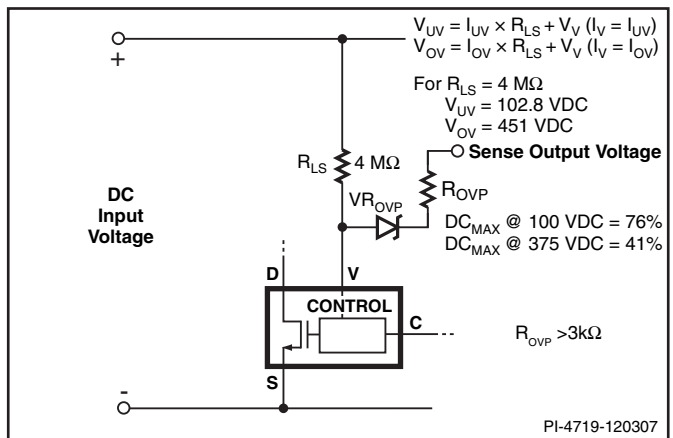 V_UV = I_UV × R_LS + V_V (I_V = I_UV)
V_OV = I_OV × R_LS + V_V (I_V = I_OV)
+
For R_LS = 4 MΩ
V_UV = 102.8 VDC
V_OV = 451 VDC
Sense Output Voltage
R_LS 4 MΩ
R_OVP
VR_OVP
DC
Input
Voltage
DC_MAX @ 100 VDC = 76%
DC_MAX @ 375 VDC = 41%
D V
CONTROL
C
R_OVP >3kΩ
S
-
PI-4719-120307